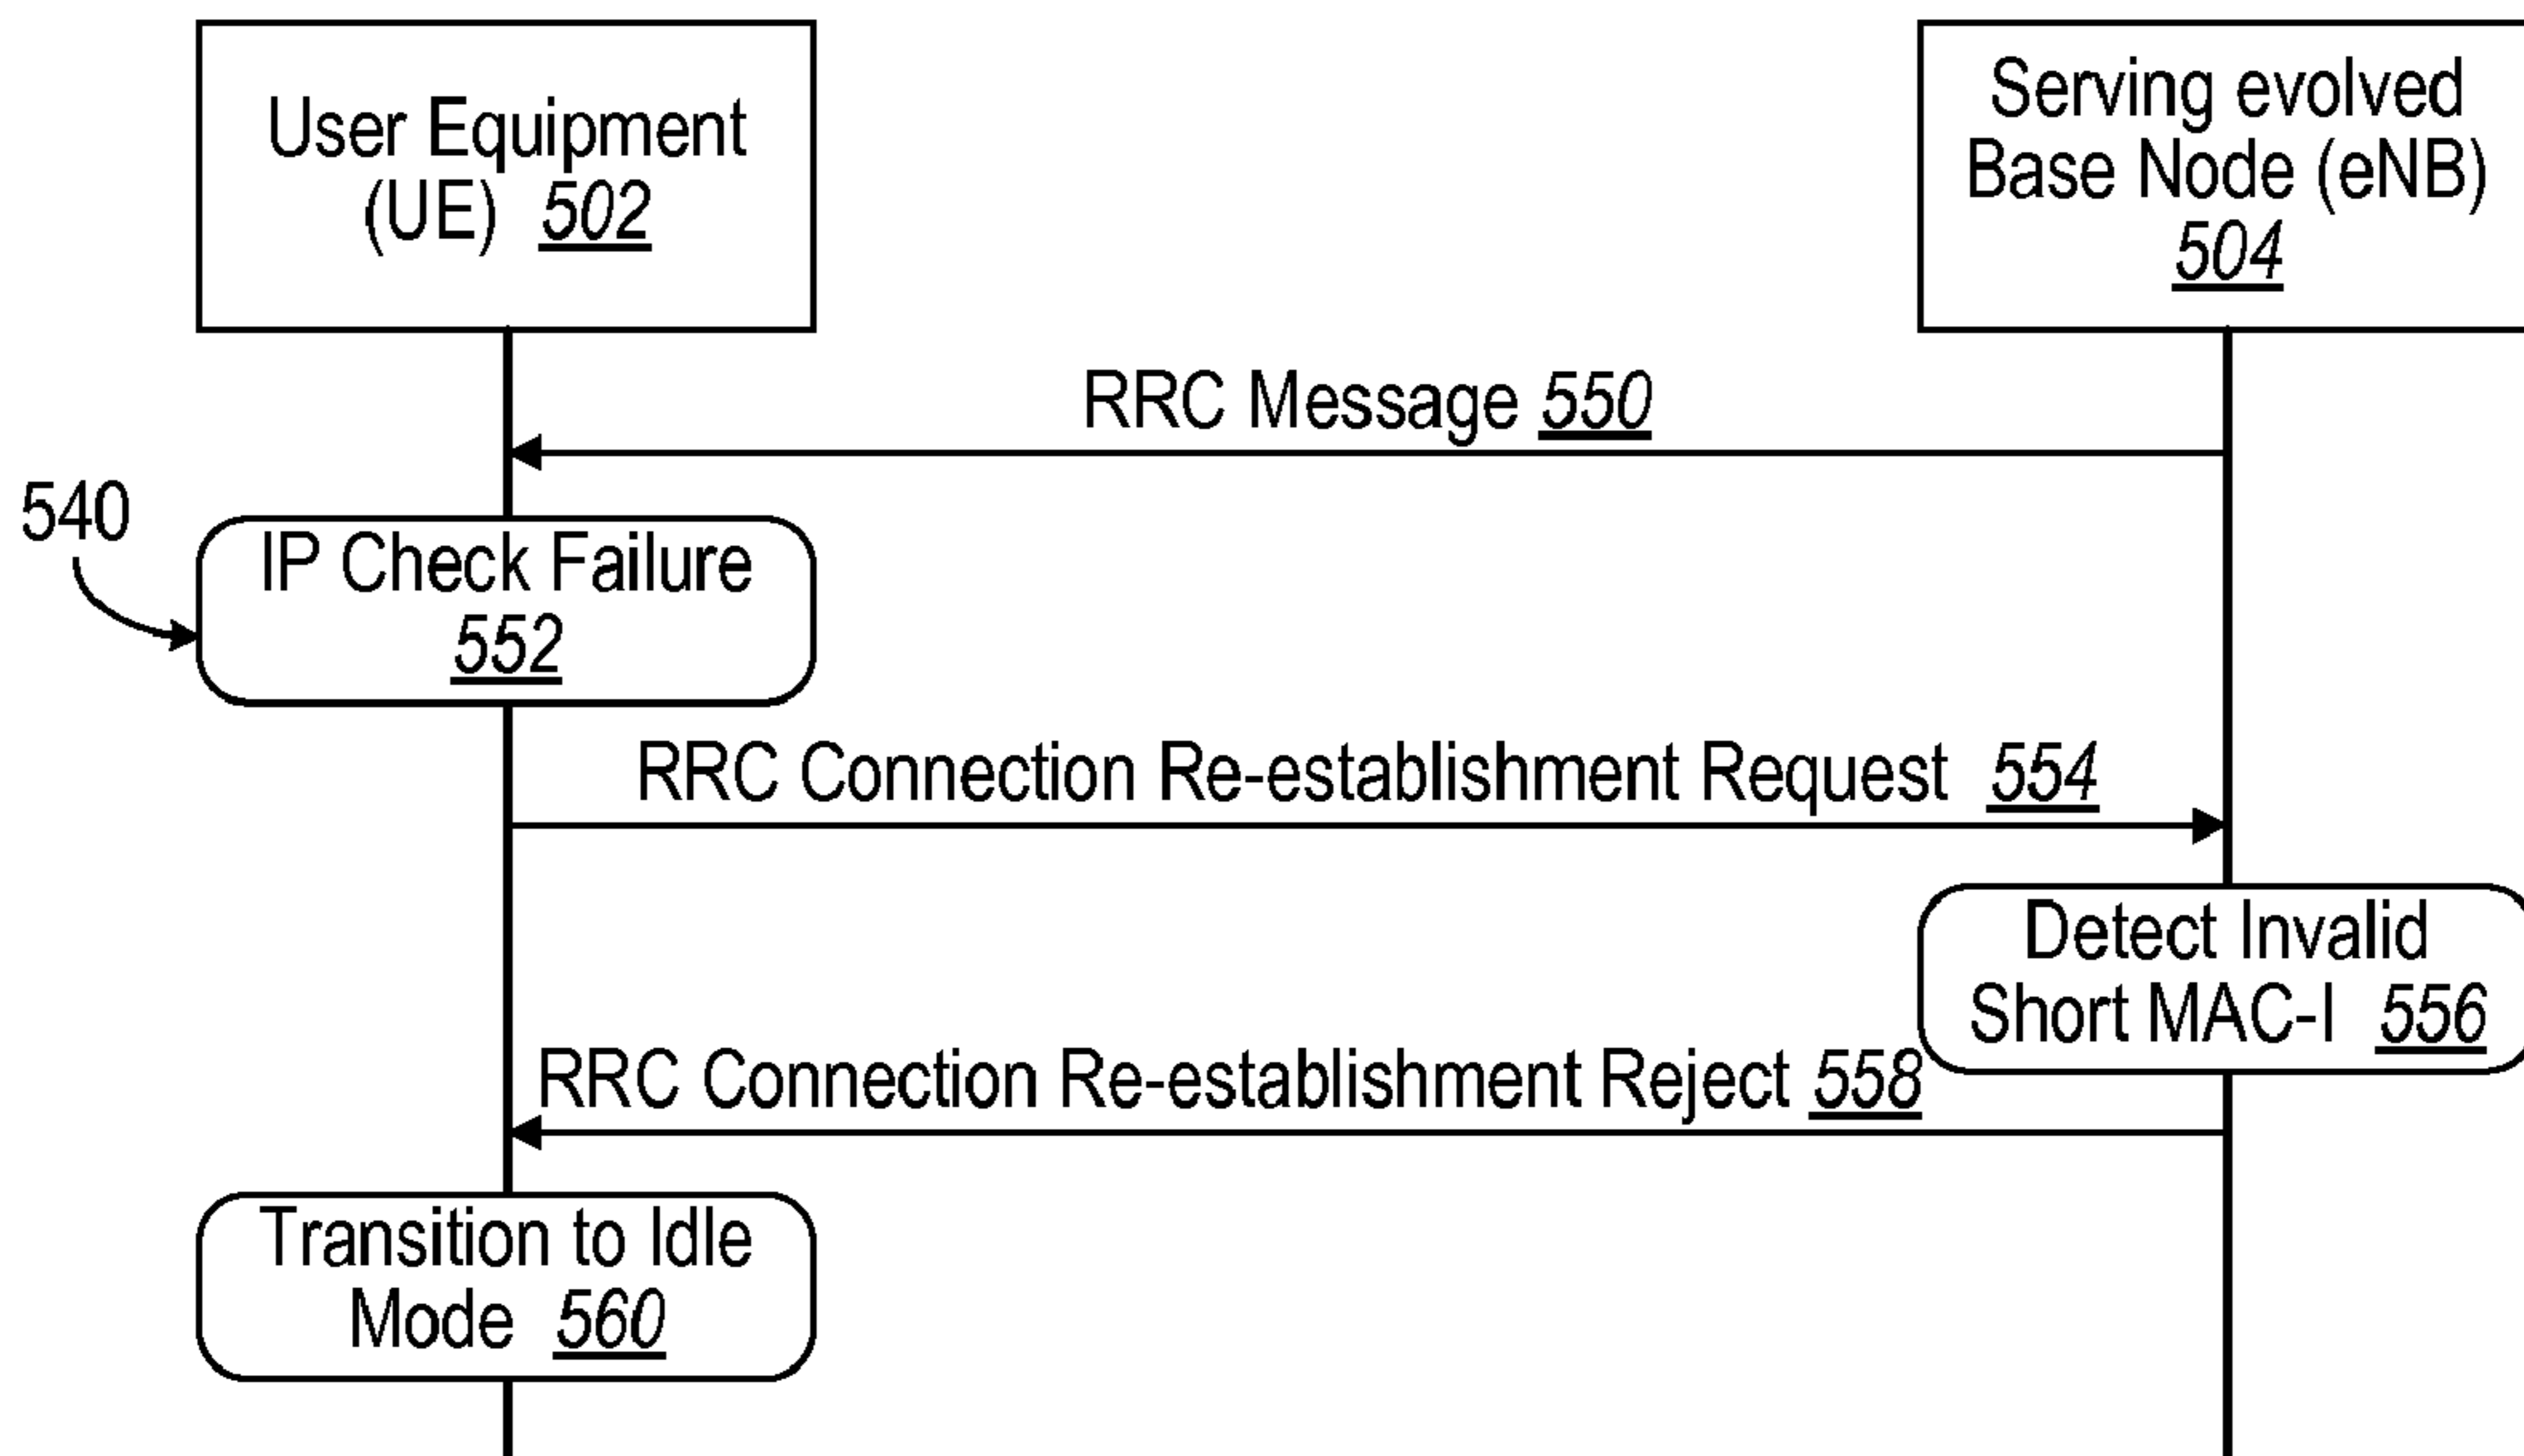 User Equipment
(UE) 502
Serving evolved
Base Node (eNB)
504
RRC Message 550
540
IP Check Failure
552
RRC Connection Re-establishment Request 554
Detect Invalid
Short MAC-I 556
RRC Connection Re-establishment Reject 558
Transition to Idle
Mode 560